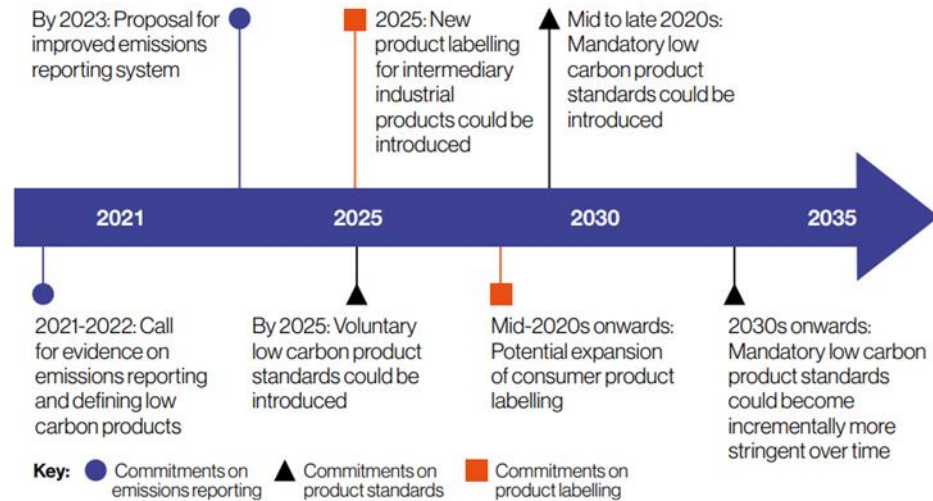 By 2023: Proposal for
improved emissions
reporting system
2025: New
product labelling
for intermediary
industrial
products could be
introduced
Mid to late 2020s:
Mandatory low
carbon product
standards could be
introduced
2021
2025
2030
2035
2021-2022: Call
for evidence on
emissions reporting
and defining low
carbon products
By 2025: Voluntary
low carbon product
standards could be
introduced
Mid-2020s onwards:
Potential expansion
of consumer product
labelling
2030s onwards:
Mandatory low carbon
product standards
could become
incrementally more
stringent over time
Key:
Commitments on
emissions reporting
Commitments on
product standards
Commitments on
product labelling